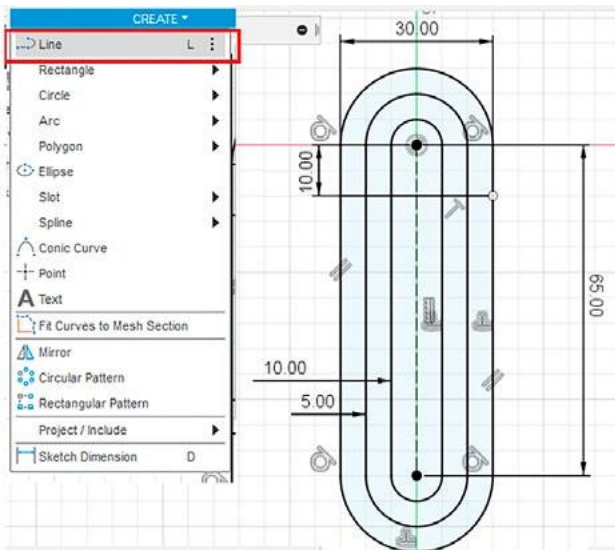 CREATE
Line L
Rectangle
Circle
Arc
Polygon
Ellipse
Slot
Spline
Conic Curve
Point
A Text
Fit Curves to Mesh Section
Mirror
Circular Pattern
Rectangular Pattern
Project / Include
Sketch Dimension D
30.00
10.00
65.00
10.00
5.00